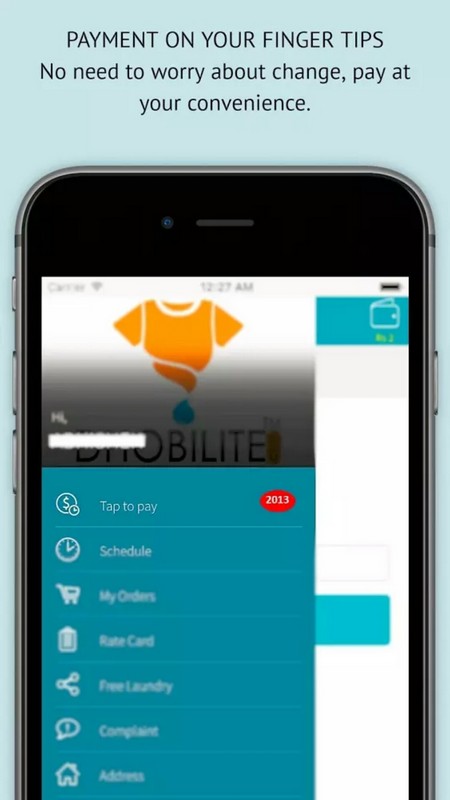 PAYMENT ON YOUR FINGER TIPS
No need to worry about change, pay at
your convenience.
Carrier 12:27 AM
Rs.2
Hi,
DHOBILITE
TM
Tap to pay 2013
Schedule
My Orders
Rate Card
Free Laundry
Complaint
Address